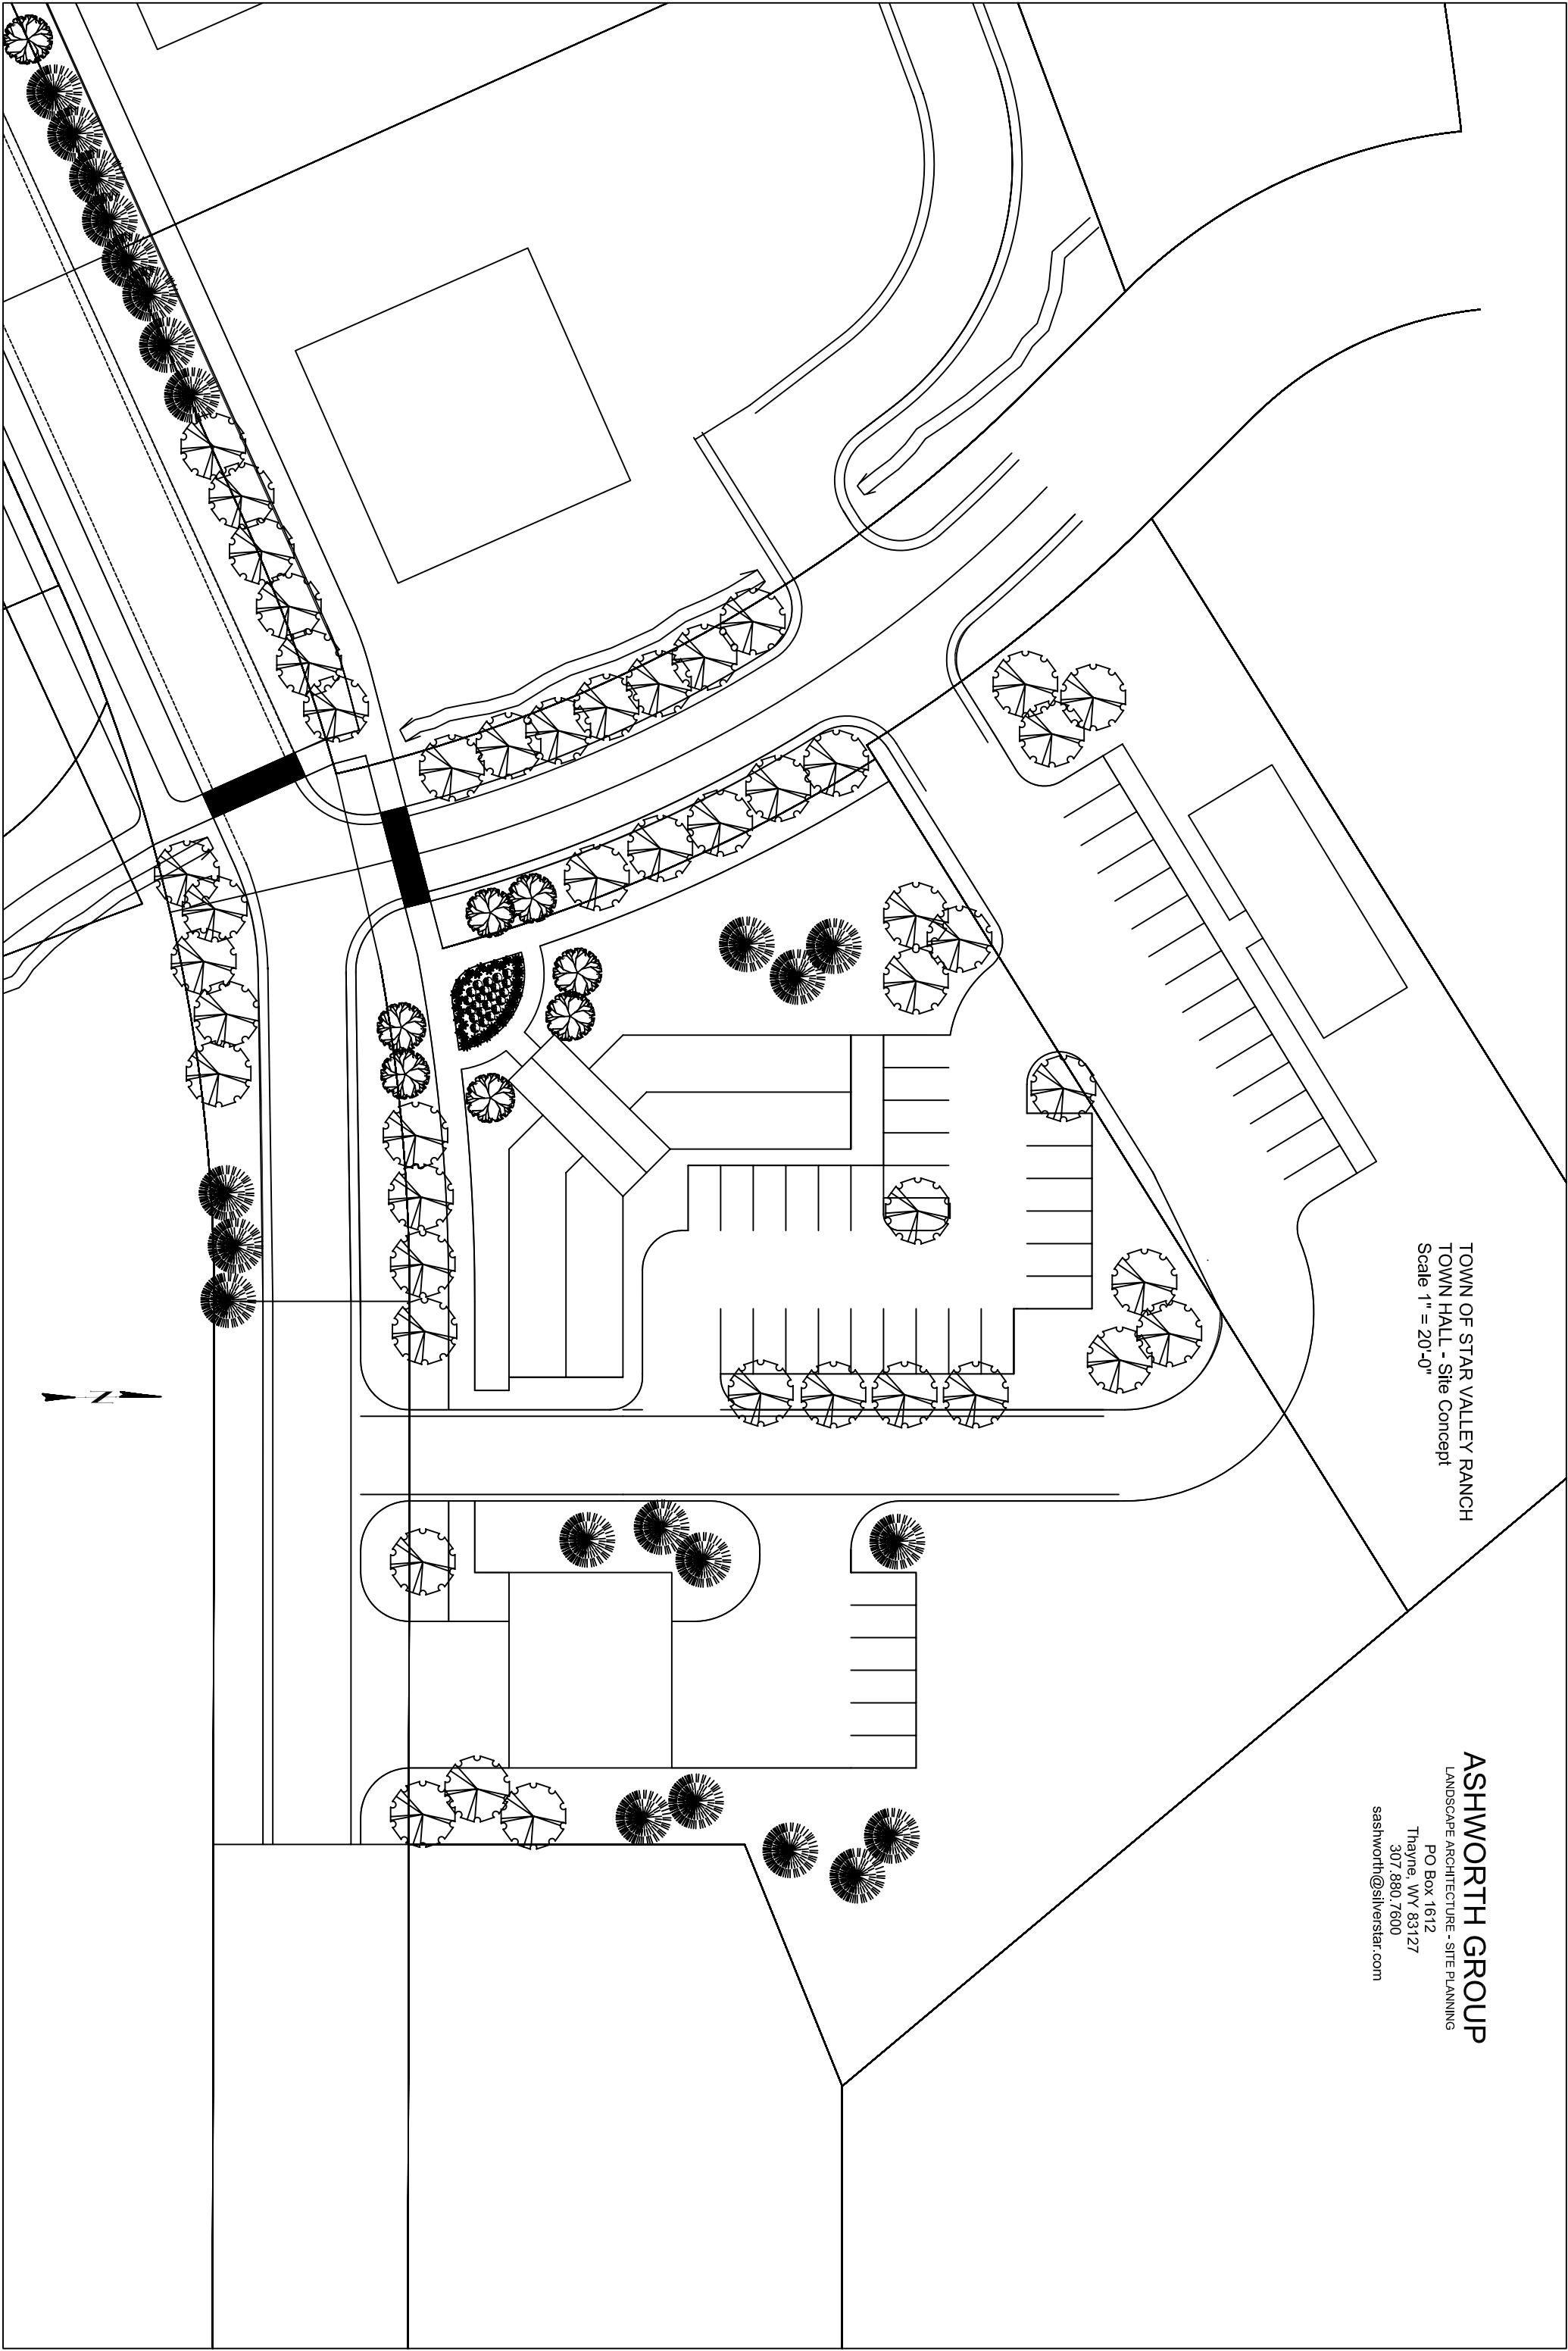 TOWN OF STAR VALLEY RANCH
TOWN HALL - Site Concept
Scale 1" = 20'-0"
ASHWORTH GROUP
LANDSCAPE ARCHITECTURE - SITE PLANNING
PO Box 1612
Thayne, WY 83127
307.880.7600
sashworth@silverstar.com
N